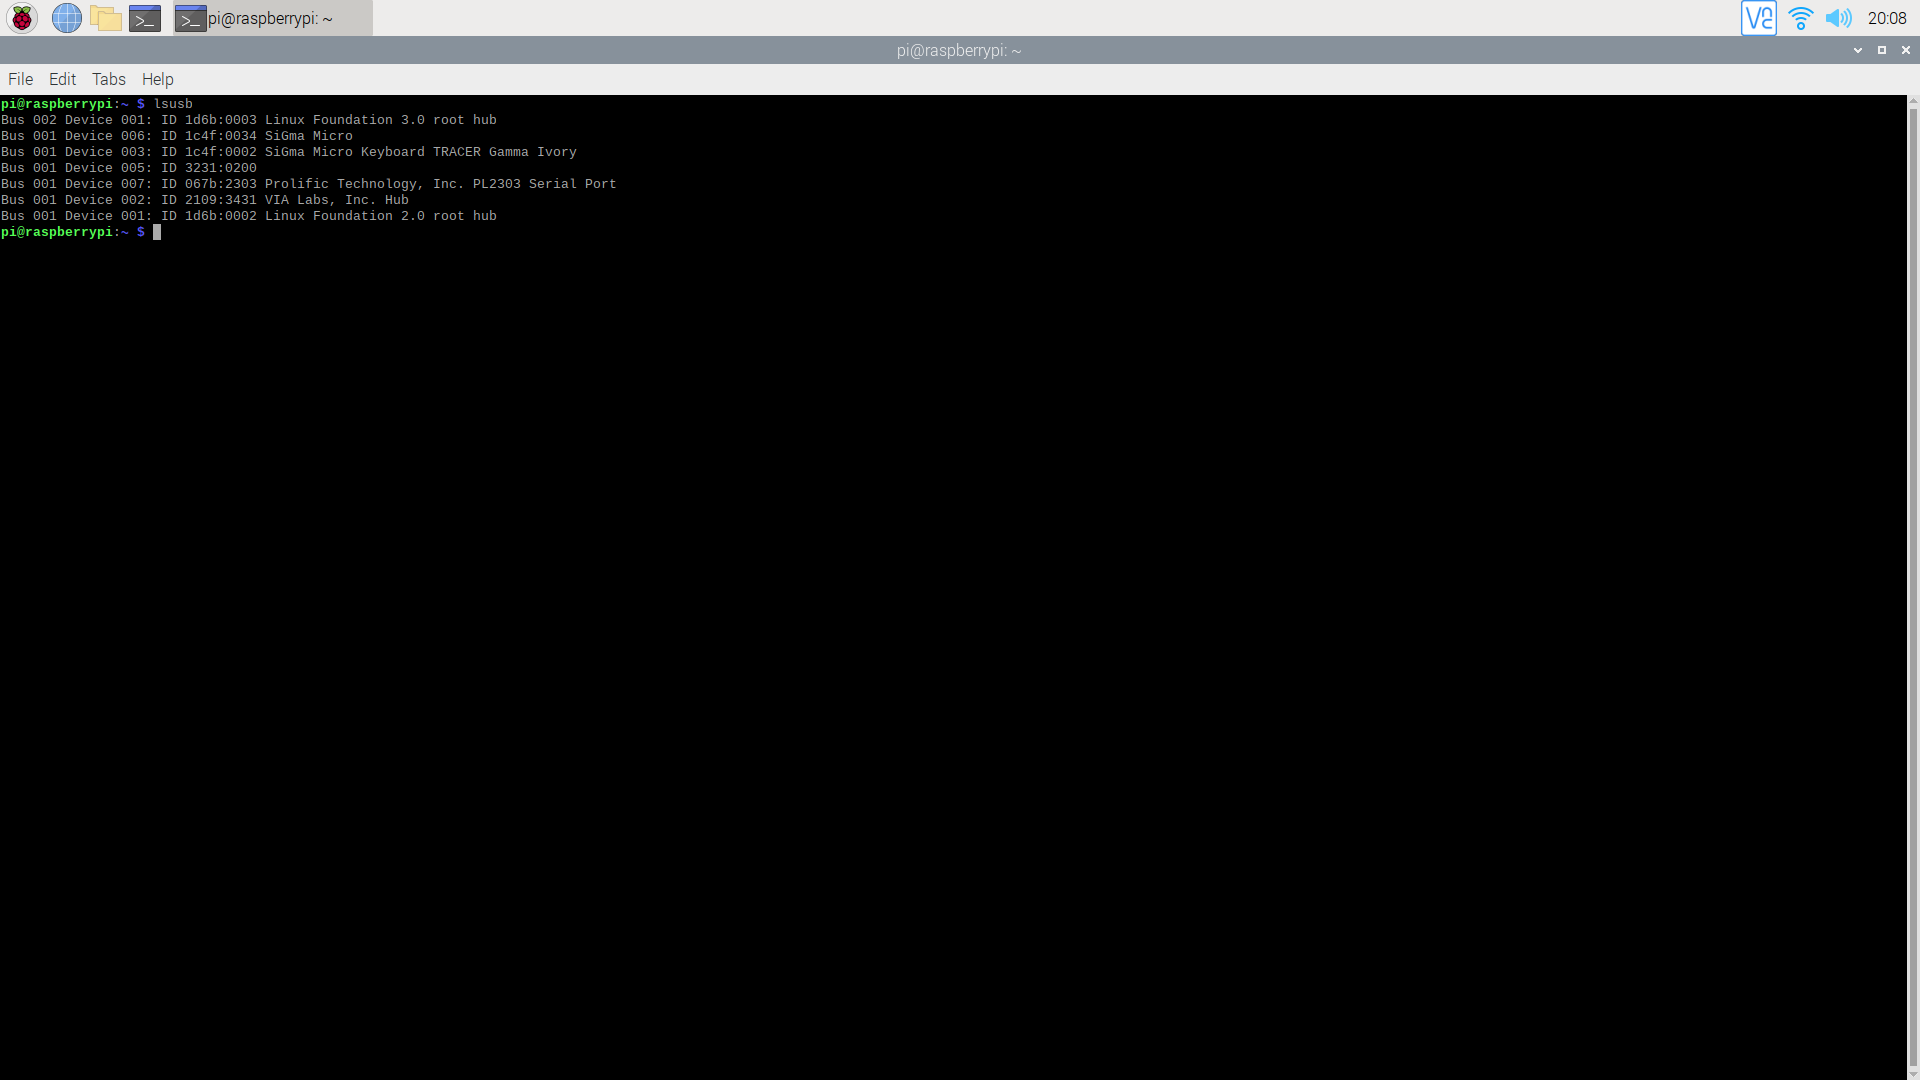 pi@raspberrypi: ~
20:08
pi@raspberrypi: ~
File Edit Tabs Help
pi@raspberrypi:~ $ lsusb
Bus 002 Device 001: ID 1d6b:0003 Linux Foundation 3.0 root hub
Bus 001 Device 006: ID 1c4f:0034 SiGma Micro
Bus 001 Device 003: ID 1c4f:0002 SiGma Micro Keyboard TRACER Gamma Ivory
Bus 001 Device 005: ID 3231:0200
Bus 001 Device 007: ID 067b:2303 Prolific Technology, Inc. PL2303 Serial Port
Bus 001 Device 002: ID 2109:3431 VIA Labs, Inc. Hub
Bus 001 Device 001: ID 1d6b:0002 Linux Foundation 2.0 root hub
pi@raspberrypi:~ $